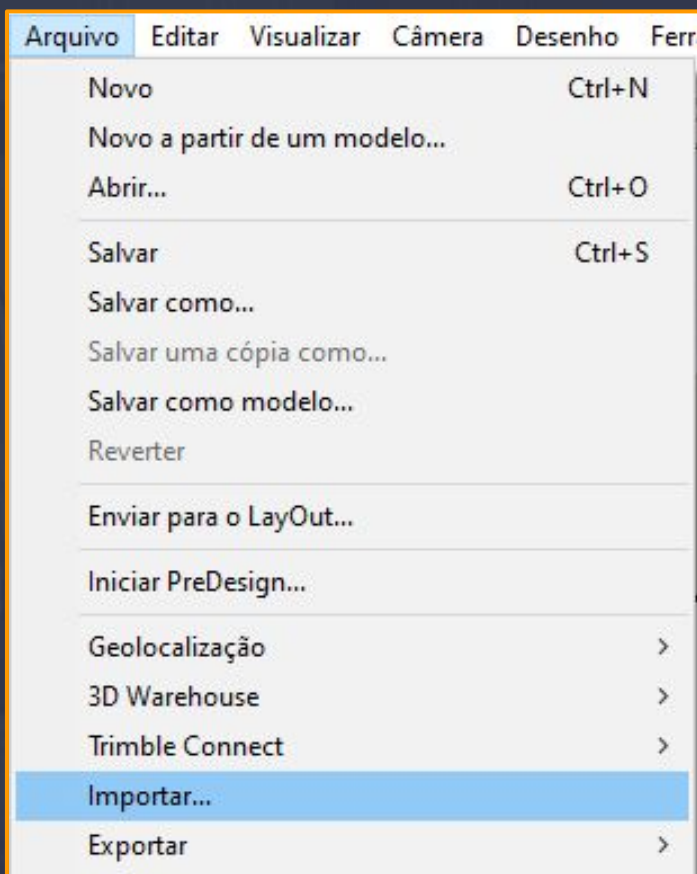 Arquivo Editar Visualizar Câmera Desenho Ferr
Novo Ctrl+N
Novo a partir de um modelo...
Abrir... Ctrl+O
Salvar Ctrl+S
Salvar como...
Salvar uma cópia como...
Salvar como modelo...
Reverter
Enviar para o LayOut...
Iniciar PreDesign...
Geolocalização
3D Warehouse
Trimble Connect
Importar...
Exportar